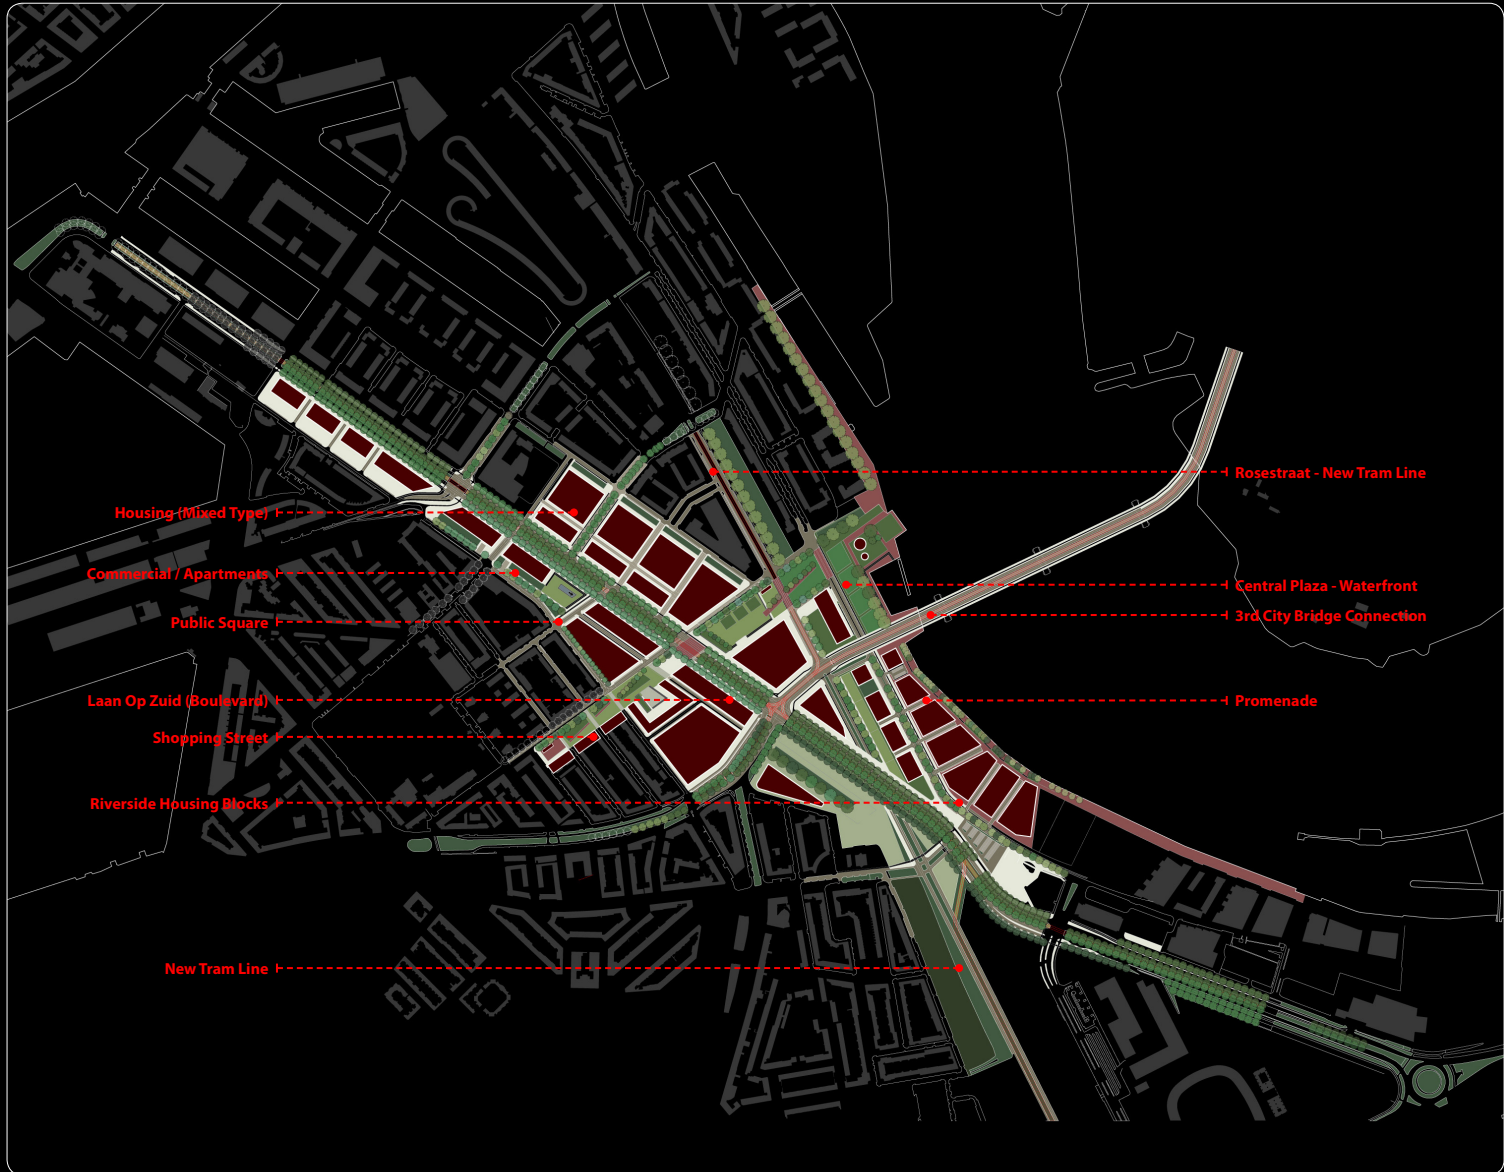 Rosestraat - New Tram Line
Housing (Mixed Type)
Commercial / Apartments
Central Plaza - Waterfront
3rd City Bridge Connection
Public Square
Laan Op Zuid (Boulevard)
Promenade
Shopping Street
Riverside Housing Blocks
New Tram Line